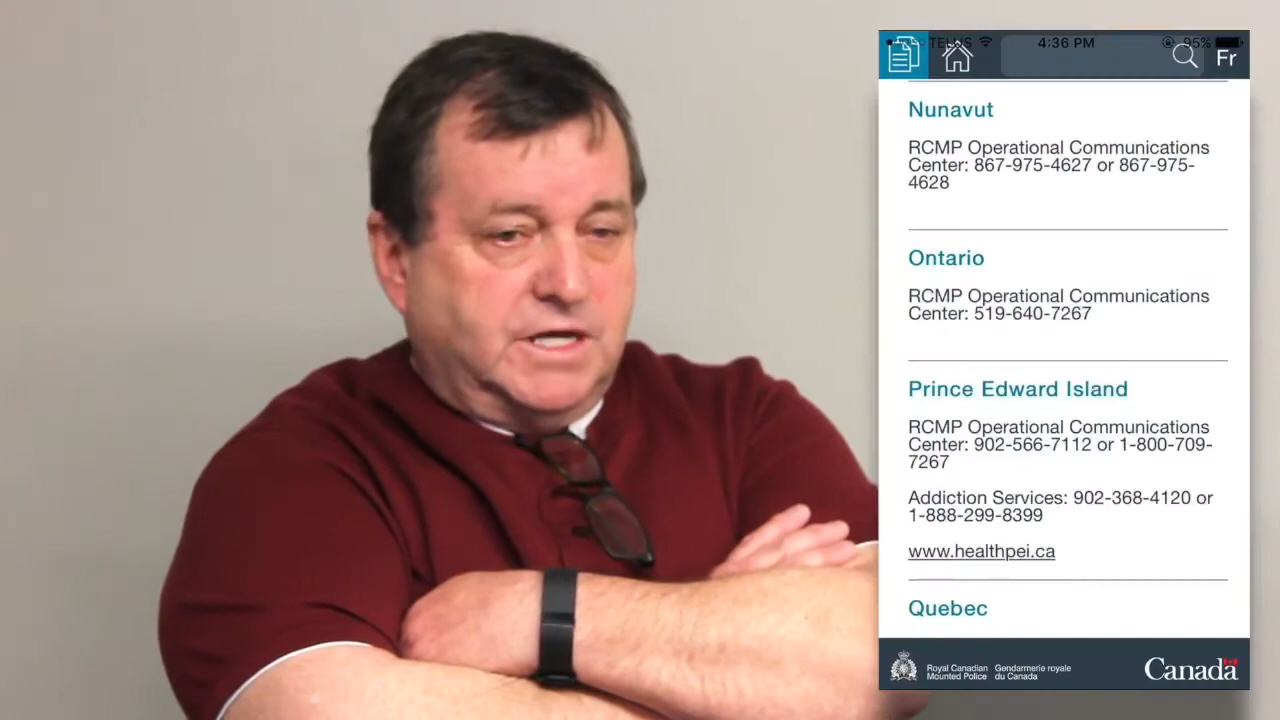 TELUS 4:36 PM 95%
Fr
Nunavut
RCMP Operational Communications
Center: 867-975-4627 or 867-975-
4628
Ontario
RCMP Operational Communications
Center: 519-640-7267
Prince Edward Island
RCMP Operational Communications
Center: 902-566-7112 or 1-800-709-
7267
Addiction Services: 902-368-4120 or
1-888-299-8399
www.healthpei.ca
Quebec
Royal Canadian Gendarmerie royale
Mounted Police du Canada
Canada